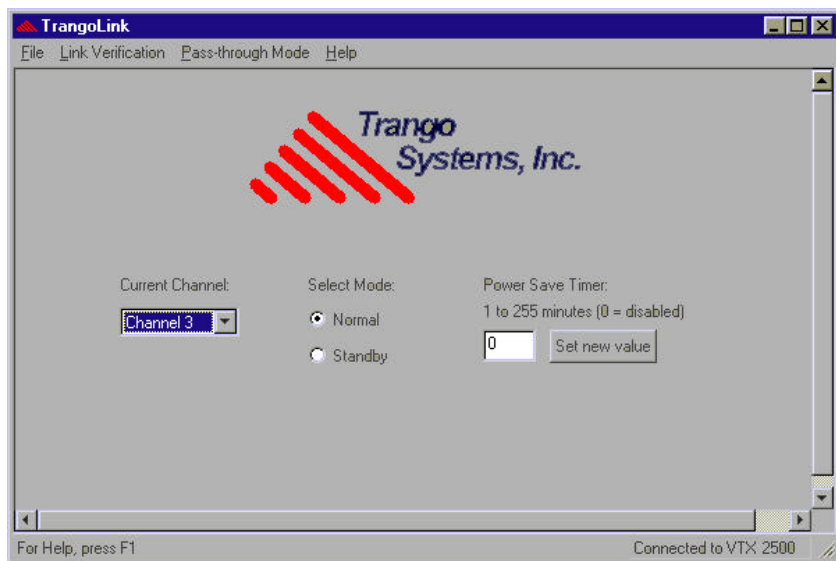 TrangoLink
File Link Verification Pass-through Mode Help
Trango
Systems, Inc.
Current Channel:
Channel 3
Select Mode:
Normal
Standby
Power Save Timer:
1 to 255 minutes (0 = disabled)
0
Set new value
For Help, press F1
Connected to VTX 2500